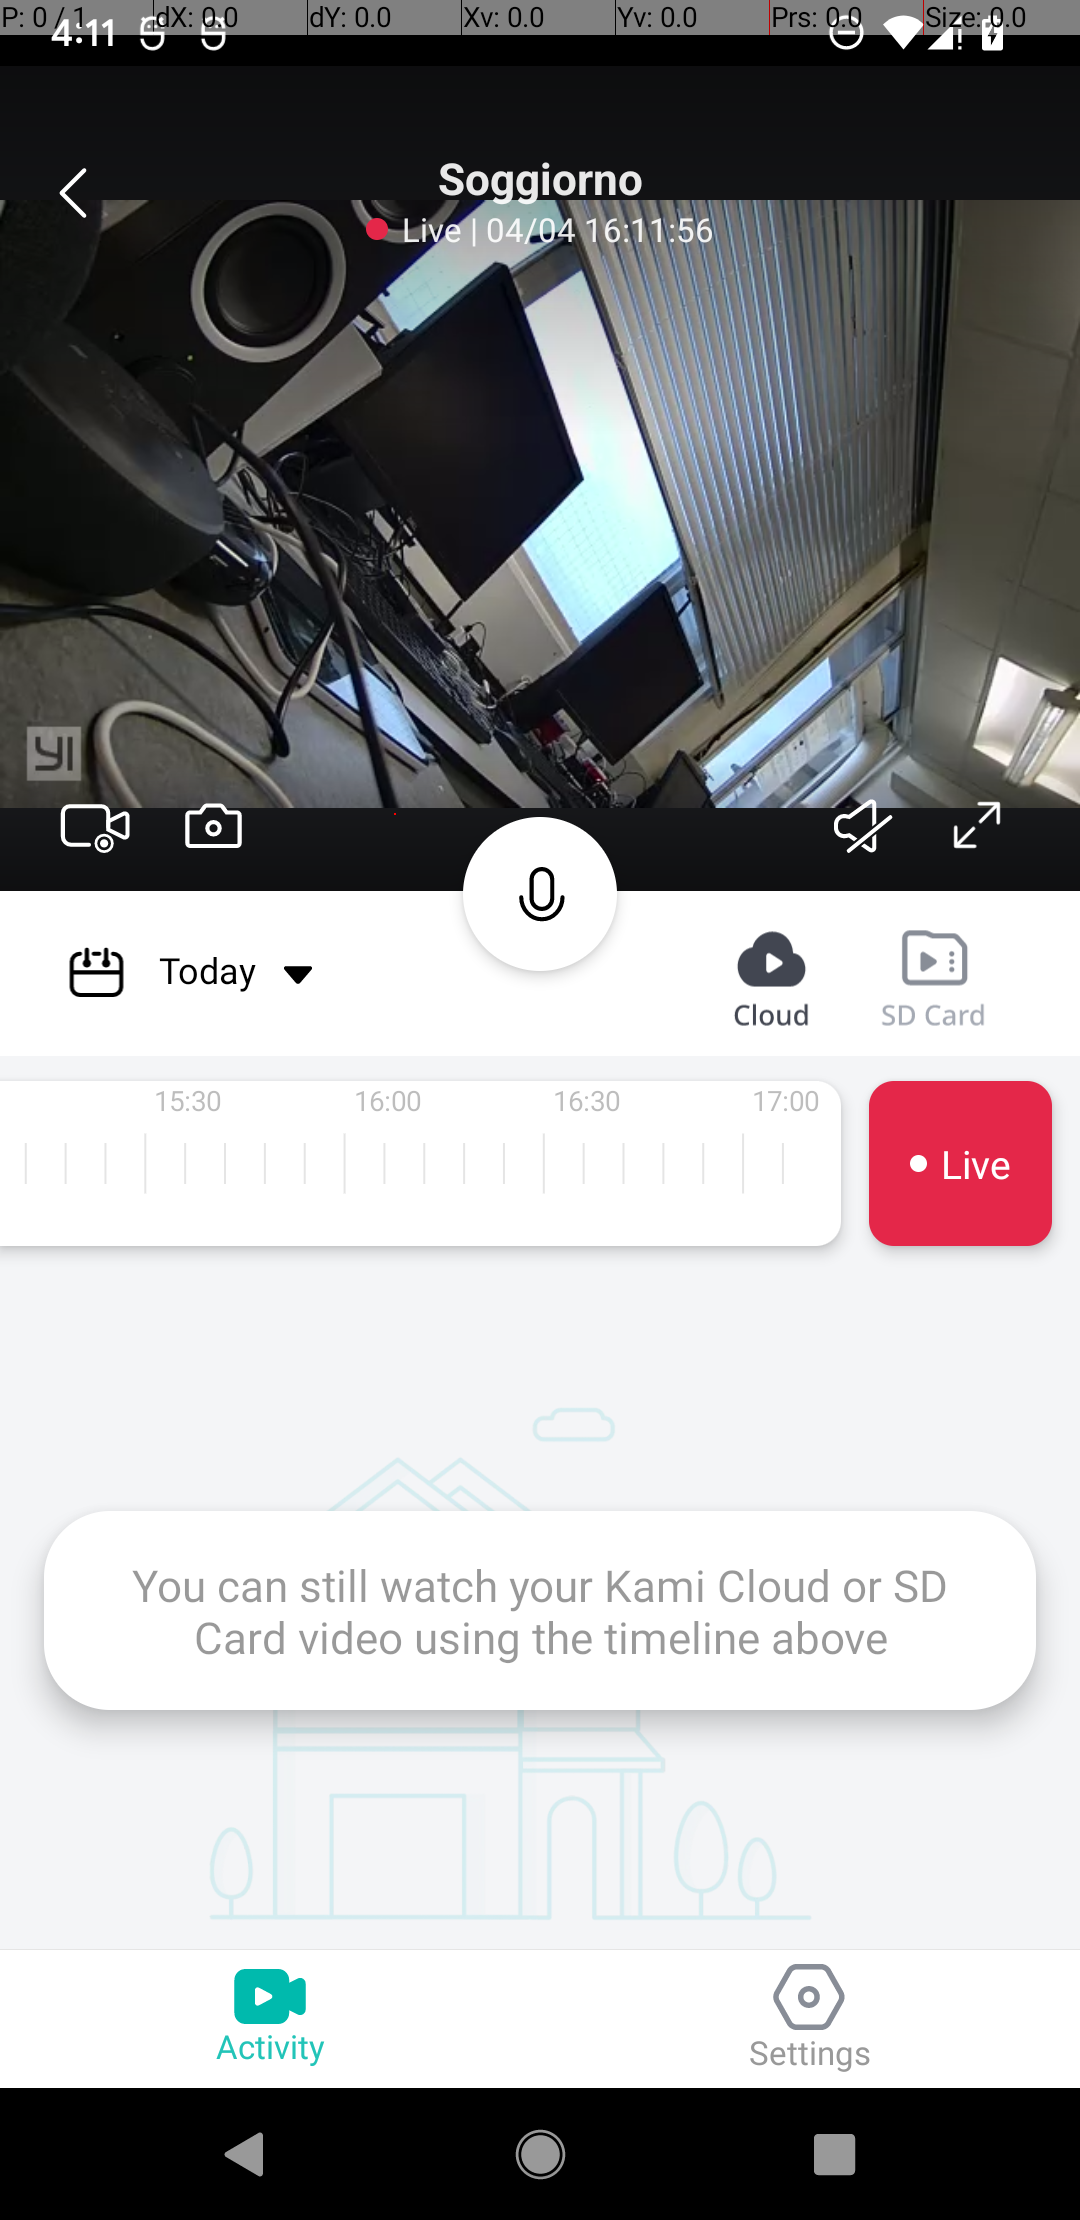 P: 0 / 1 dX: 0.0 dY: 0.0 Xv: 0.0 Yv: 0.0 Prs: 0.0 Size: 0.0
4:11
Soggiorno
Live | 04/04 16:11:56
YI
Today
Cloud
SD Card
15:30 16:00 16:30 17:00
Live
You can still watch your Kami Cloud or SD
Card video using the timeline above
Activity
Settings